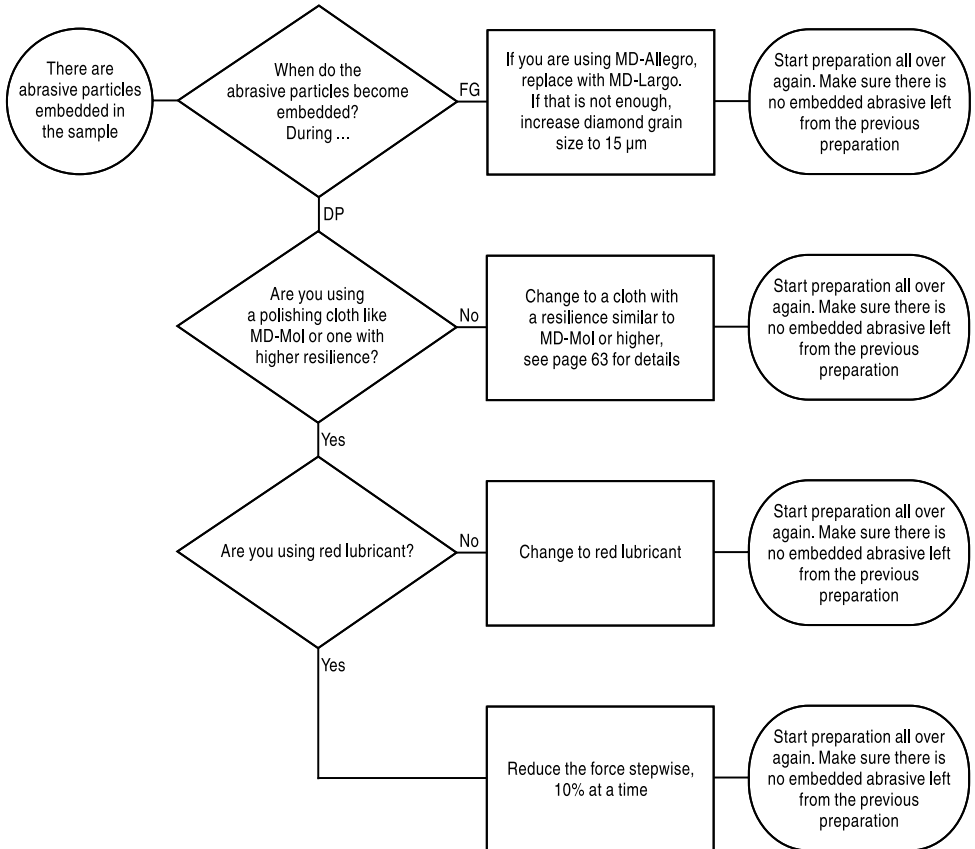 There are
abrasive particles
embedded in
the sample
When do the
abrasive particles become
embedded?
During ...
FG
If you are using MD-Allegro,
replace with MD-Largo.
If that is not enough,
increase diamond grain
size to 15 µm
Start preparation all over
again. Make sure there is
no embedded abrasive left
from the previous
preparation
DP
Are you using
a polishing cloth like
MD-Mol or one with
higher resilience?
No
Change to a cloth with
a resilience similar to
MD-Mol or higher,
see page 63 for details
Start preparation all over
again. Make sure there is
no embedded abrasive left
from the previous
preparation
Yes
Are you using red lubricant?
No
Change to red lubricant
Start preparation all over
again. Make sure there is
no embedded abrasive left
from the previous
preparation
Yes
Reduce the force stepwise,
10% at a time
Start preparation all over
again. Make sure there is
no embedded abrasive left
from the previous
preparation